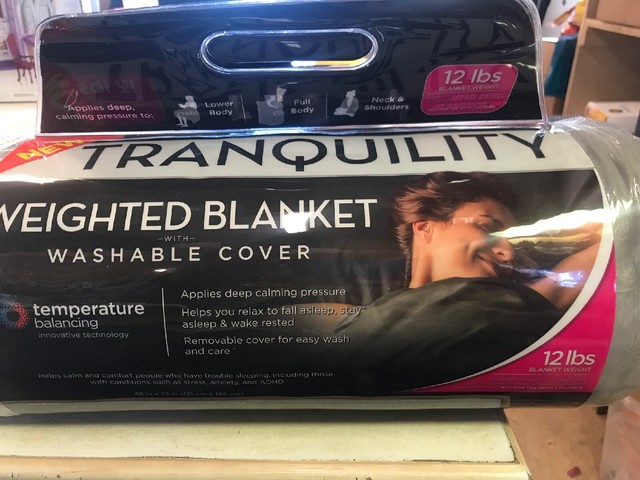 Applies deep,
calming pressure to:
Lower
Body
Full
Body
Neck &
Shoulders
12 lbs
BLANKET WEIGHT
NEW
TRANQUILITY
WEIGHTED BLANKET
-WITH-
WASHABLE COVER
temperature
balancing
innovative technology
Applies deep calming pressure
Helps you relax to fall asleep, stay
asleep & wake rested
Removable cover for easy wash
and care
Helps calm and comfort people who have trouble sleeping, including those
with conditions such as stress, anxiety, and ADHD
12 lbs
BLANKET WEIGHT